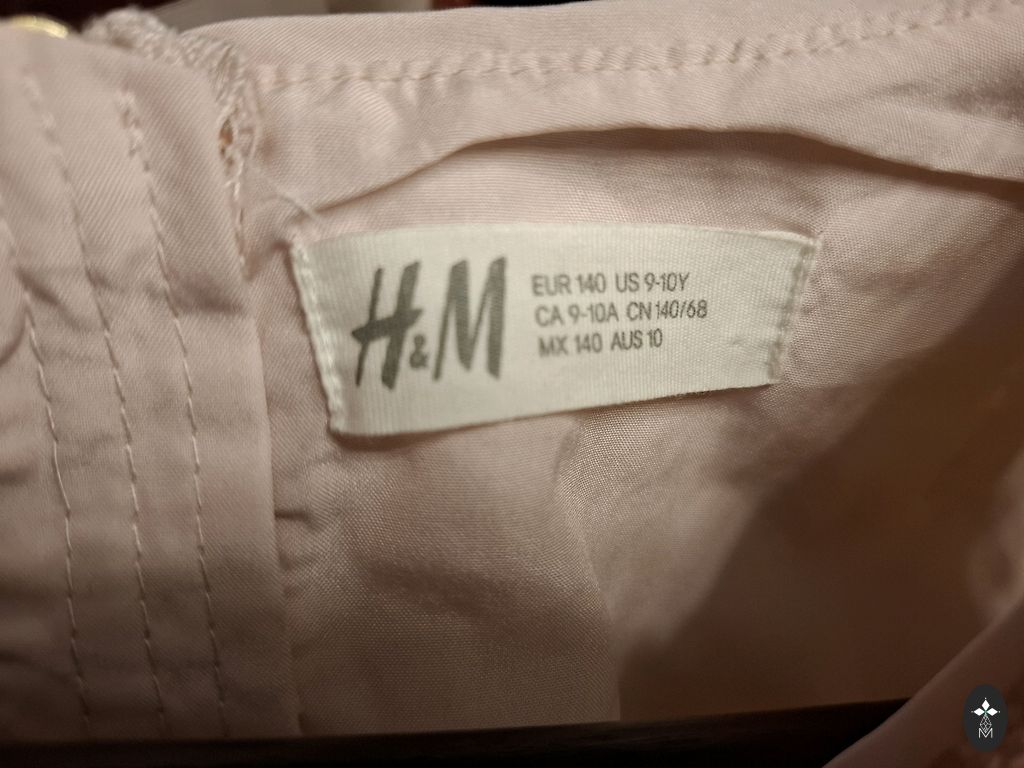 H&M
EUR 140 US 9-10Y
CA 9-10A CN 140/68
MX 140 AUS 10
M